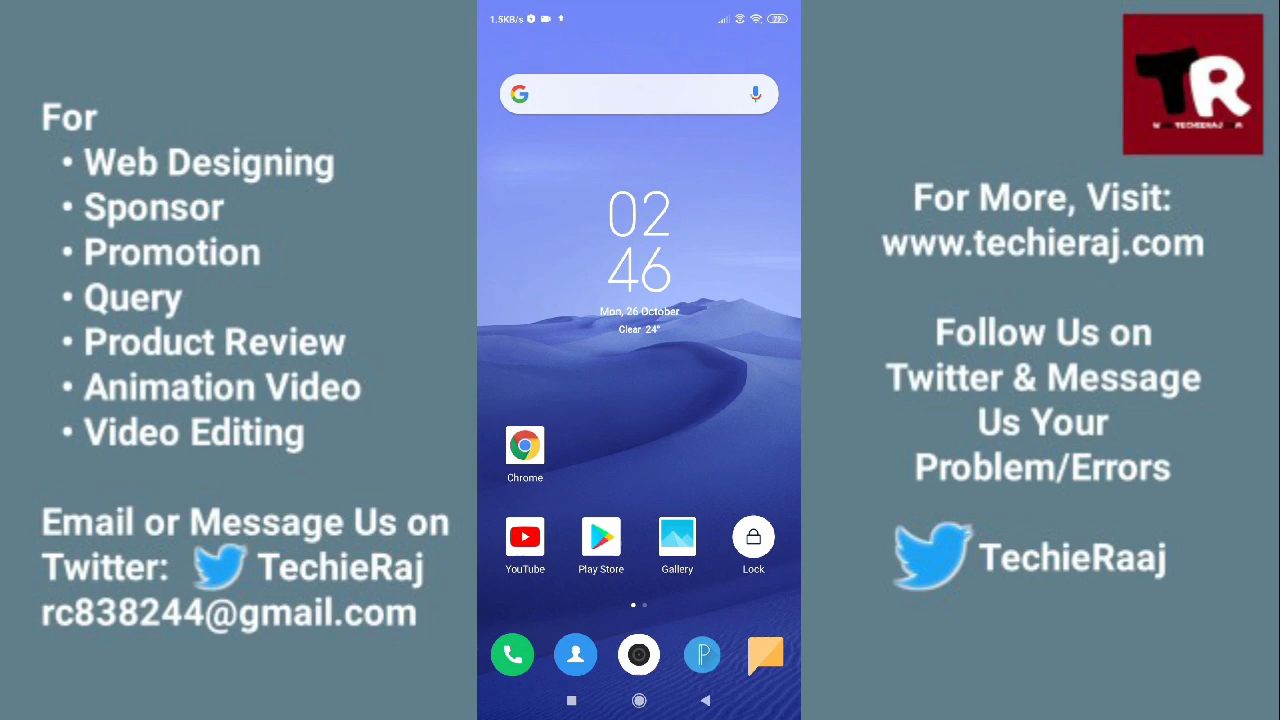 For
• Web Designing
• Sponsor
• Promotion
• Query
• Product Review
• Animation Video
• Video Editing
Email or Message Us on
Twitter: TechieRaj
rc838244@gmail.com
1.5KB/s
77
02
46
Mon, 26 October
Clear 24°
Chrome
YouTube
Play Store
Gallery
Lock
TR
For More, Visit:
www.techieraj.com
Follow Us on
Twitter & Message
Us Your
Problem/Errors
TechieRaaj